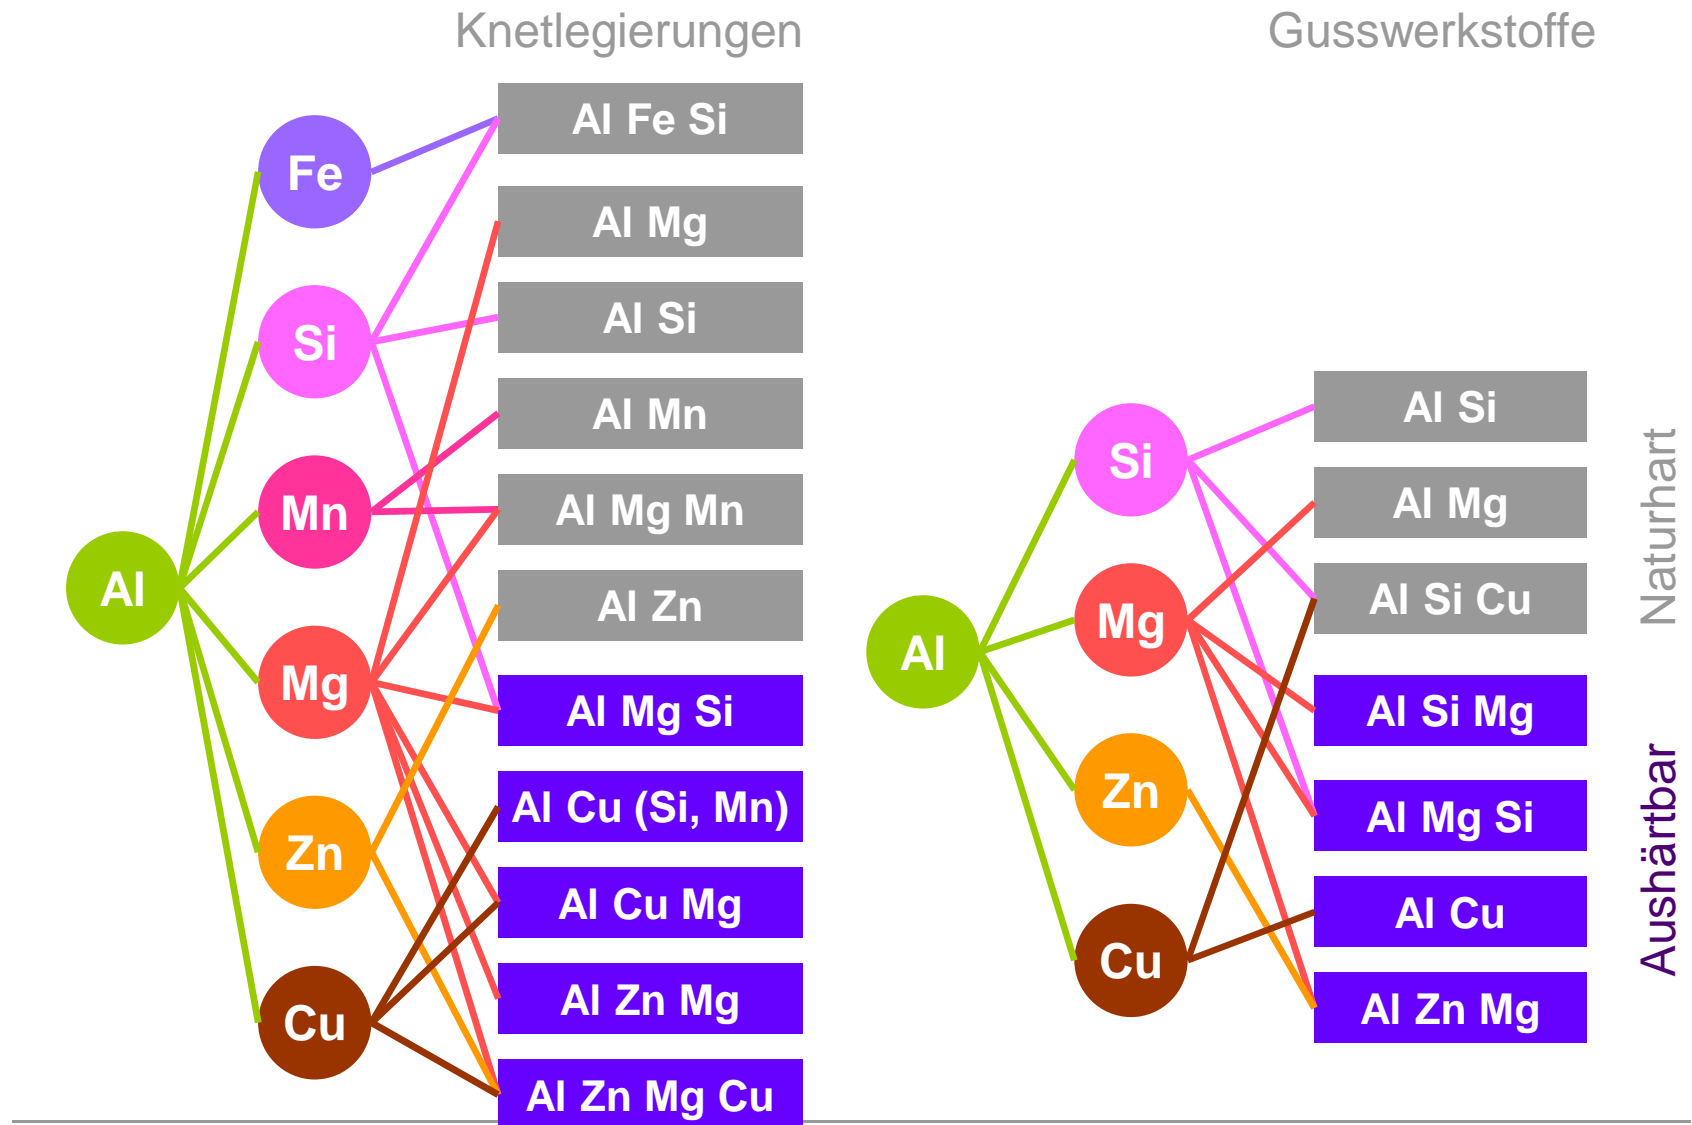 Knetlegierungen
Gusswerkstoffe
Al
Fe
Si
Mn
Mg
Zn
Cu
Al Fe Si
Al Mg
Al Si
Al Mn
Al Mg Mn
Al Zn
Al Mg Si
Al Cu (Si, Mn)
Al Cu Mg
Al Zn Mg
Al Zn Mg Cu
Al
Si
Mg
Zn
Cu
Al Si
Al Mg
Al Si Cu
Al Si Mg
Al Mg Si
Al Cu
Al Zn Mg
Naturhart
Aushärtbar